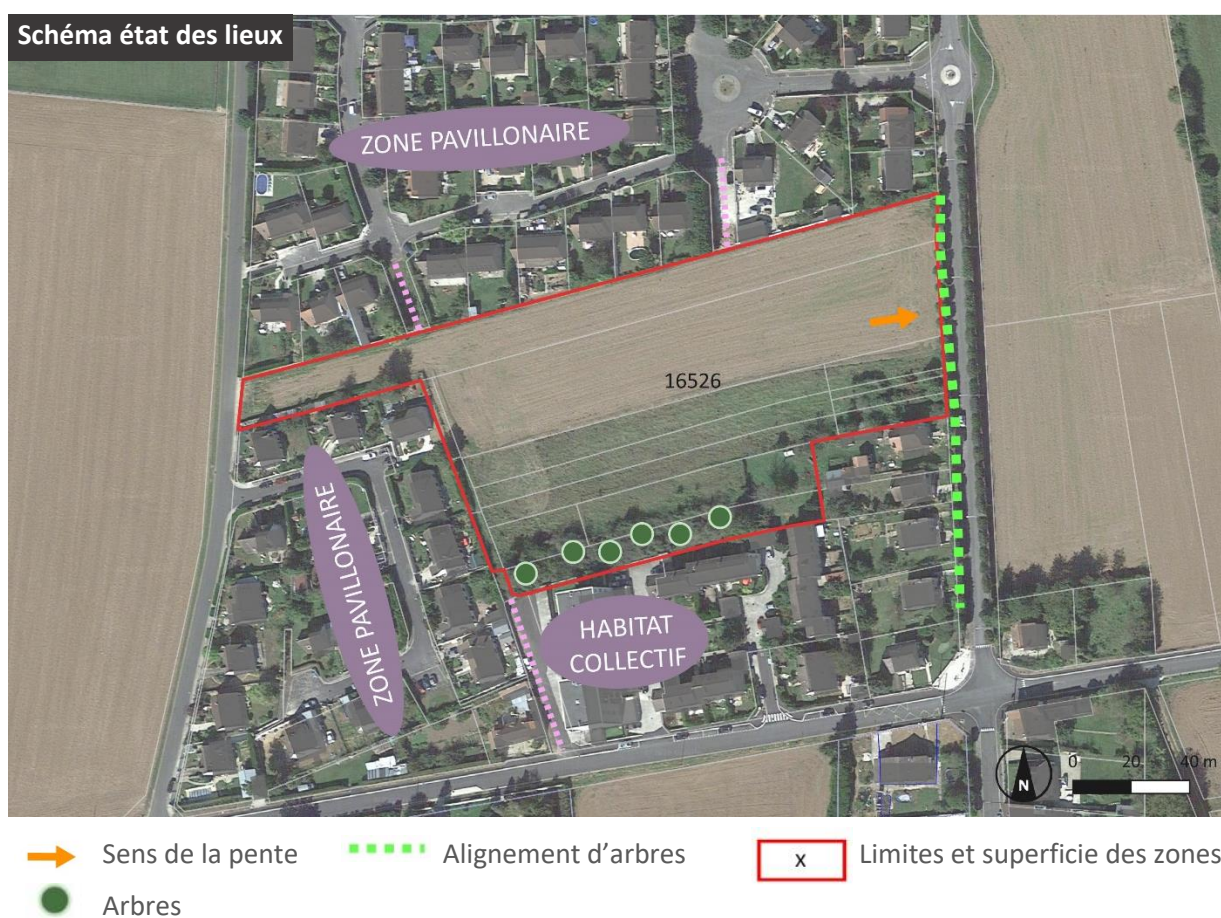 Schéma état des lieux
ZONE PAVILLONAIRE
16526
ZONE PAVILLONAIRE
HABITAT
COLLECTIF
N
0 20 40 m
Sens de la pente
Alignement d'arbres
x Limites et superficie des zones
Arbres